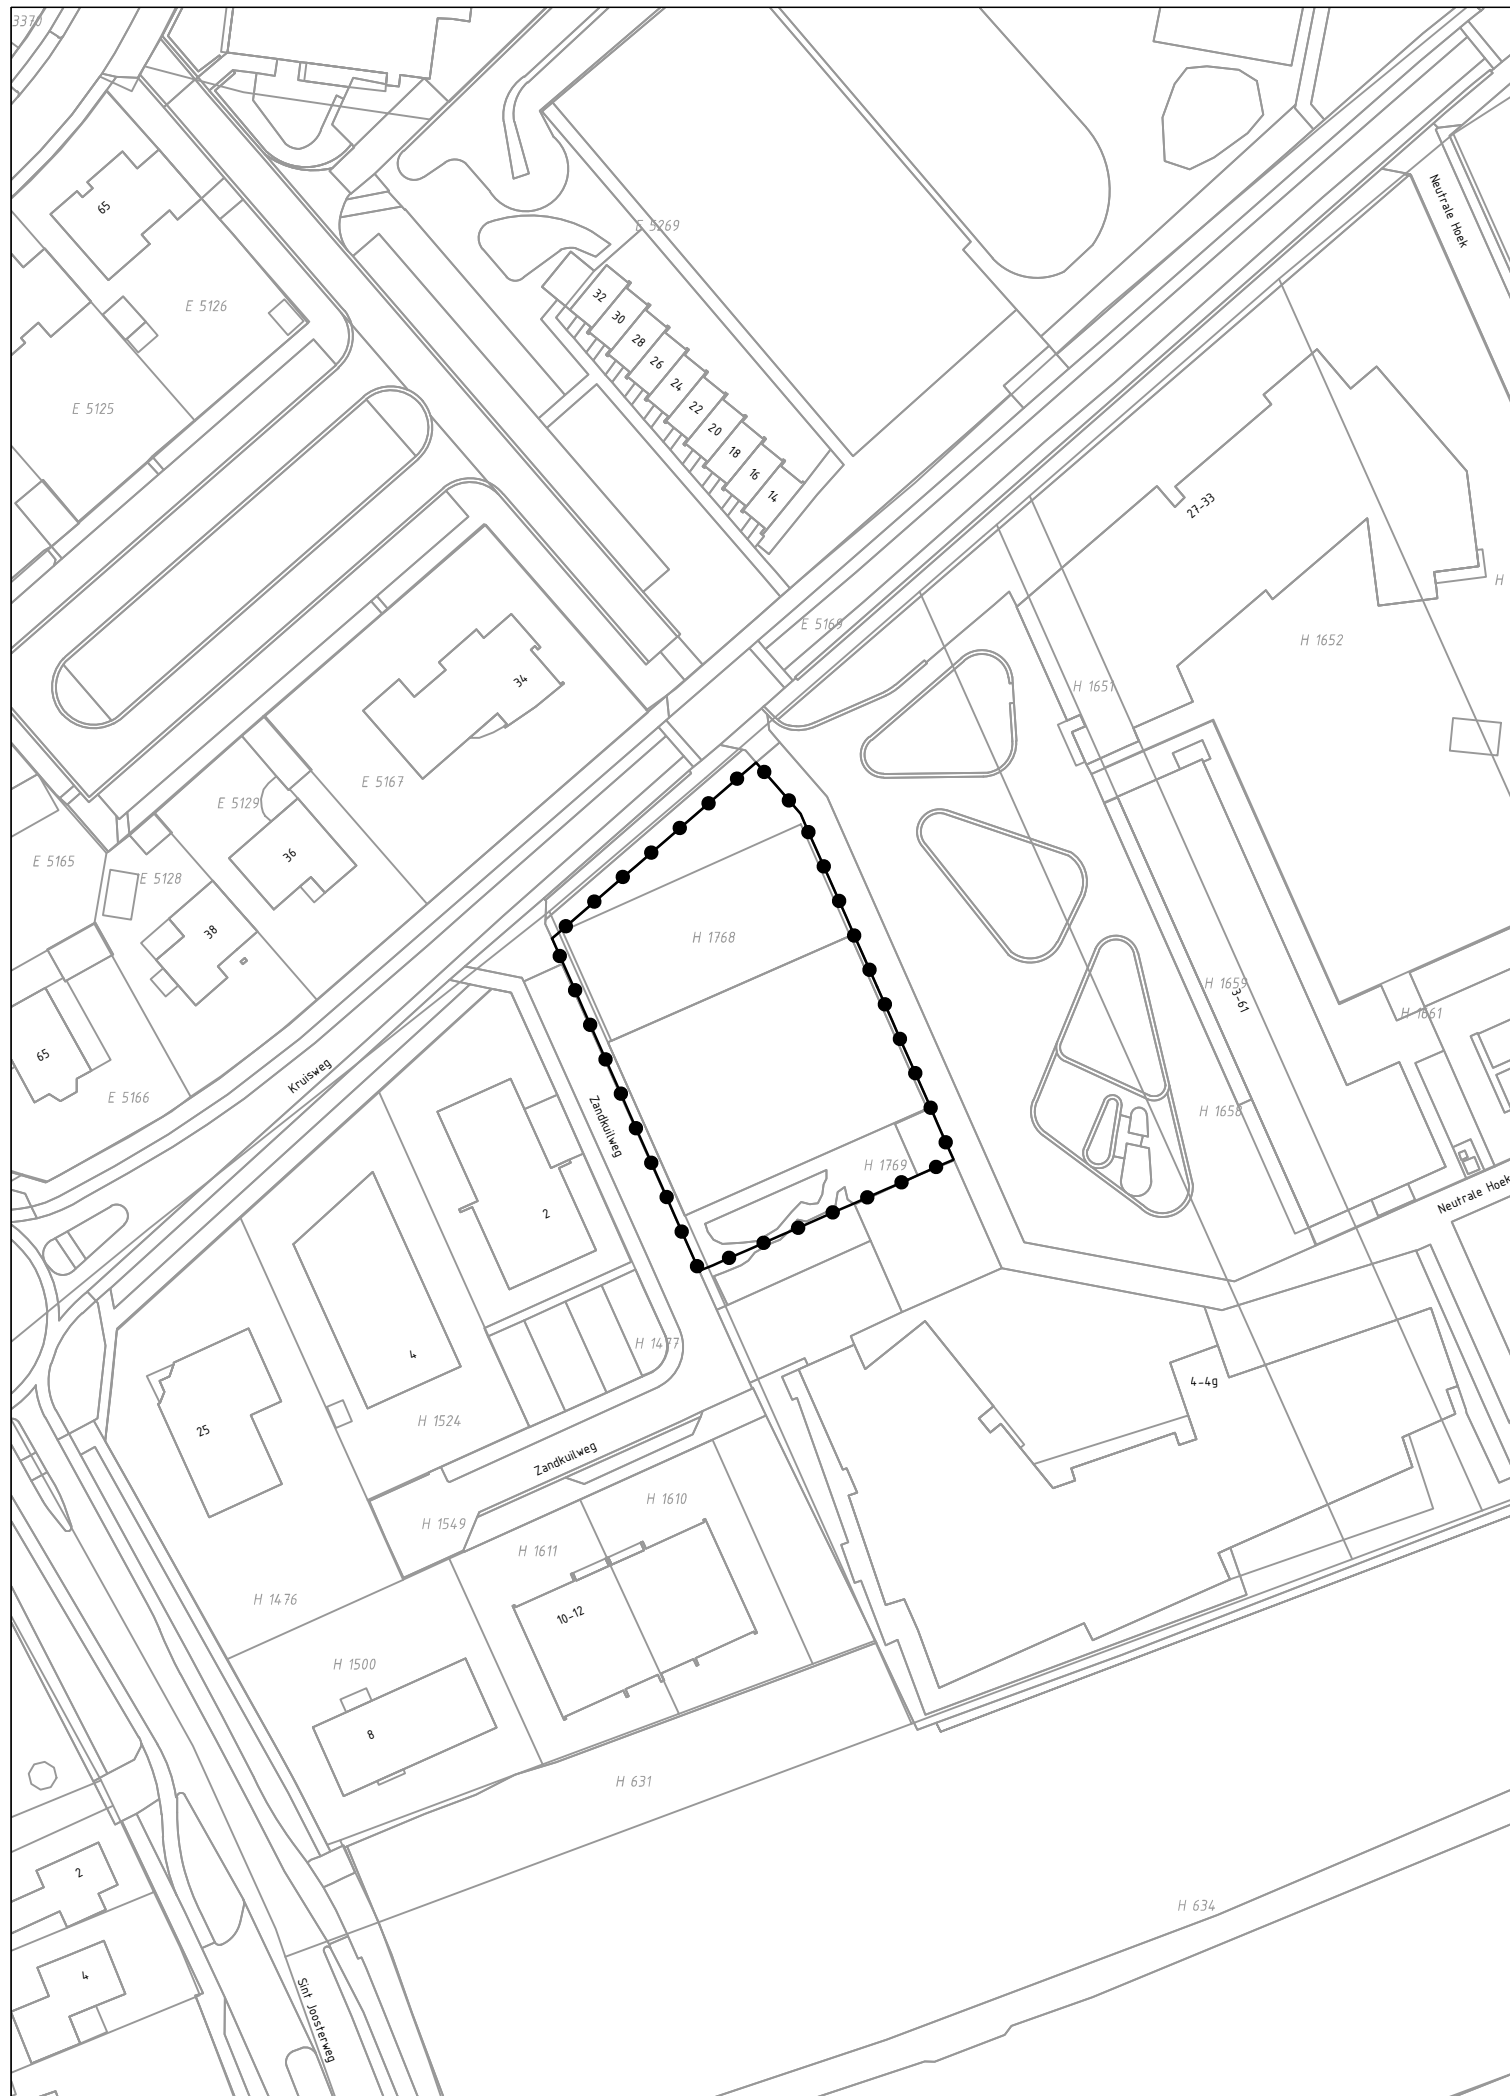 3370
65
E 5126
E 5125
E 5269
32
30
28
26
24
22
20
18
16
14
Neutrale Hoek
27-33
H
H 1652
E 5169
H 1651
34
E 5167
E 5129
36
E 5165
E 5128
38
65
E 5166
Kruisweg
H 1768
Zandkuilweg
H 1769
H 1659
3-61
H 1661
H 1658
Neutrale Hoek
2
4
H 1477
25
H 1524
4-4g
Zandkuilweg
H 1549
H 1610
H 1611
H 1476
10-12
H 1500
8
H 631
2
H 634
4
Sint Joosterweg